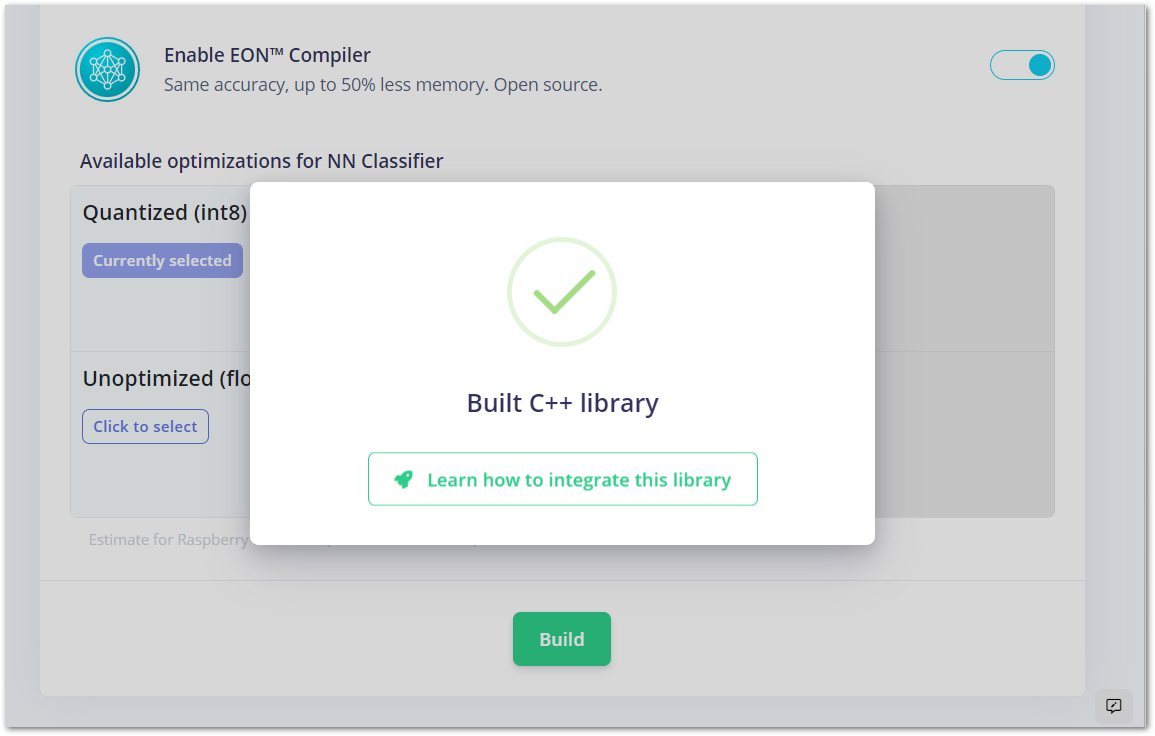 Enable EON™ Compiler
Same accuracy, up to 50% less memory. Open source.
Available optimizations for NN Classifier
Quantized (int8)
Currently selected
Unoptimized (flo
Click to select
Built C++ library
Learn how to integrate this library
Estimate for Raspberry
Build